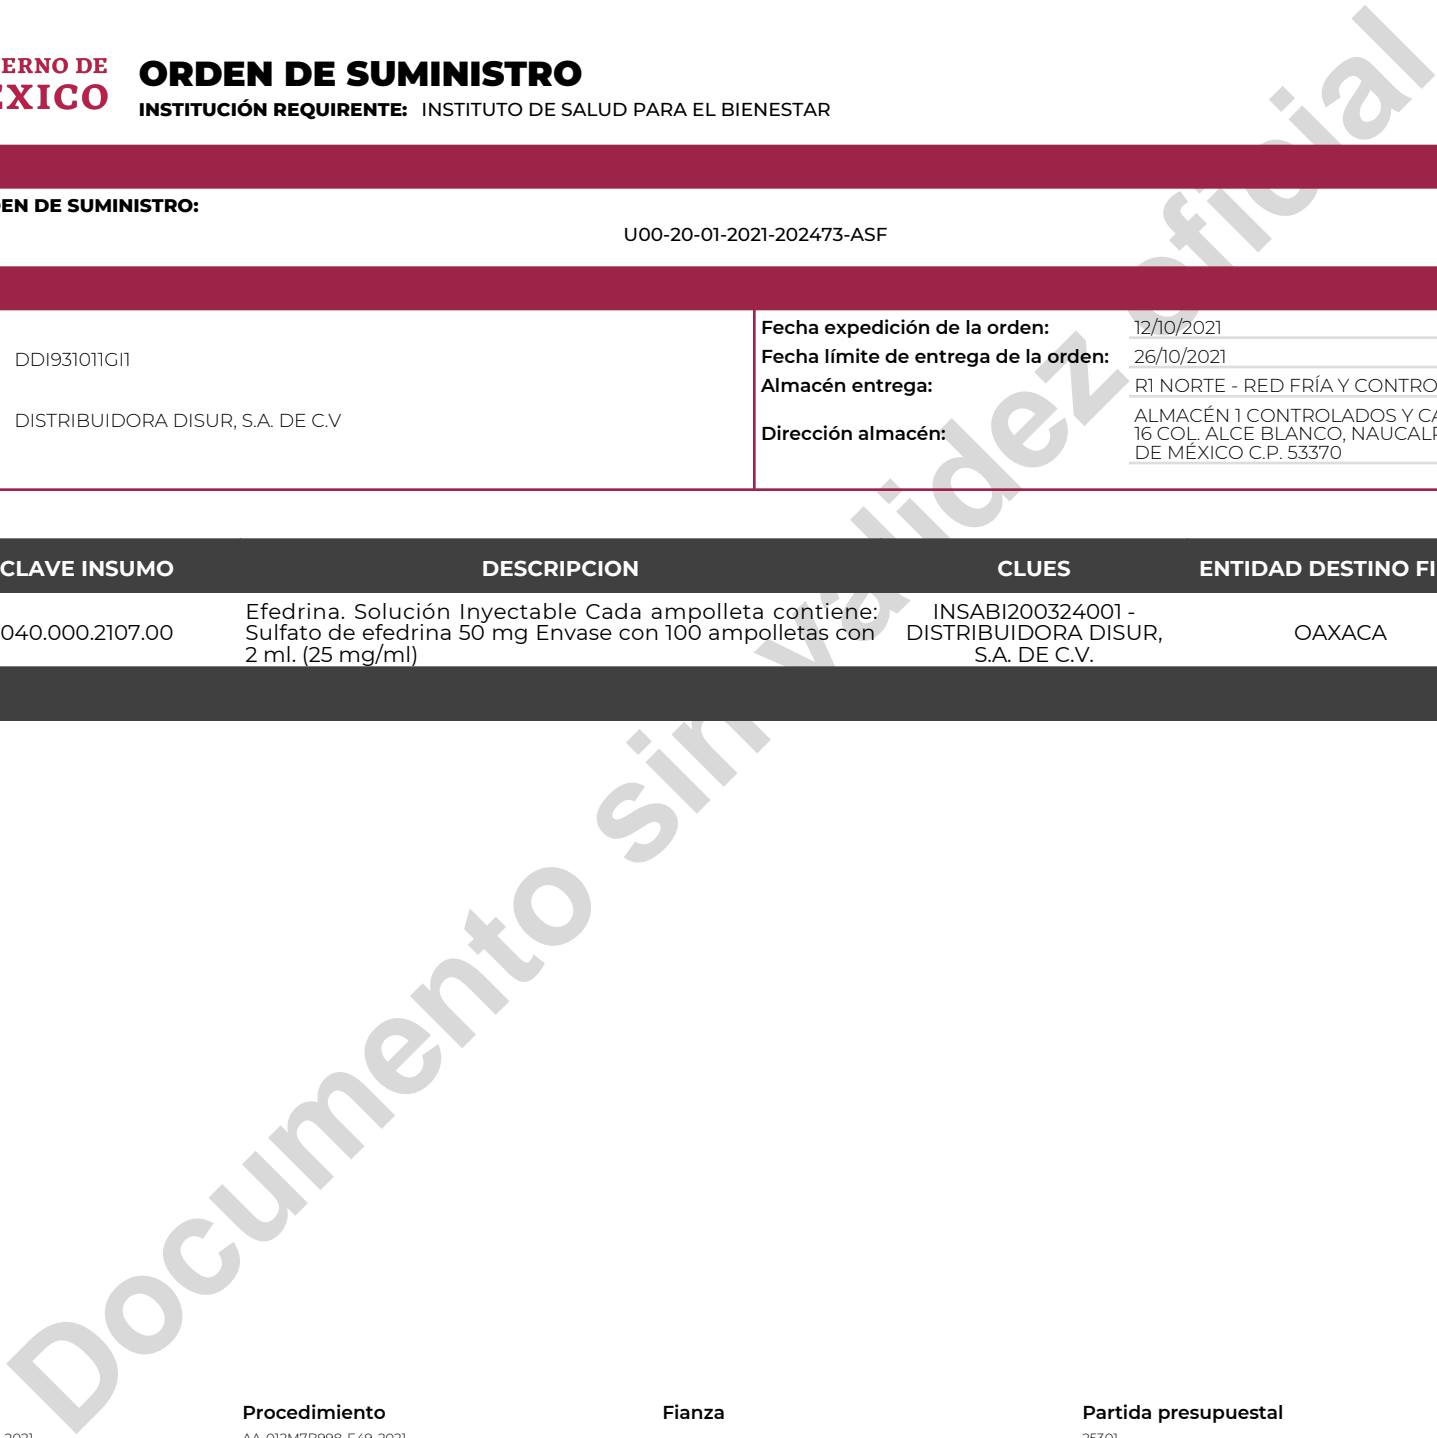 ERNO DE
ÉXICO
ORDEN DE SUMINISTRO
INSTITUCIÓN REQUIRENTE: INSTITUTO DE SALUD PARA EL BIENESTAR
EN DE SUMINISTRO:
U00-20-01-2021-202473-ASF
DDI931011GI1
DISTRIBUIDORA DISUR, S.A. DE C.V
Fecha expedición de la orden: 12/10/2021
Fecha límite de entrega de la orden: 26/10/2021
Almacén entrega: R1 NORTE - RED FRÍA Y CONTRO
Dirección almacén: ALMACÉN 1 CONTROLADOS Y CA
16 COL. ALCE BLANCO, NAUCALP
DE MÉXICO C.P. 53370
CLAVE INSUMO DESCRIPCION CLUES ENTIDAD DESTINO FI
040.000.2107.00
Efedrina. Solución Inyectable Cada ampolleta contiene:
Sulfato de efedrina 50 mg Envase con 100 ampolletas con
2 ml. (25 mg/ml)
INSABI200324001 -
DISTRIBUIDORA DISUR,
S.A. DE C.V.
OAXACA
Documento sin validez oficial
Procedimiento Fianza Partida presupuestal